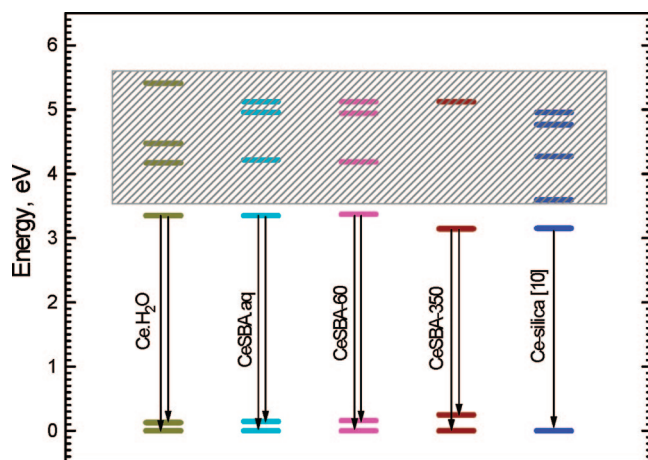 6
5
4
3
2
1
0
Energy, eV
Ce.H₂O
CeSBA.aq
CeSBA-60
CeSBA-350
Ce-silica [10]